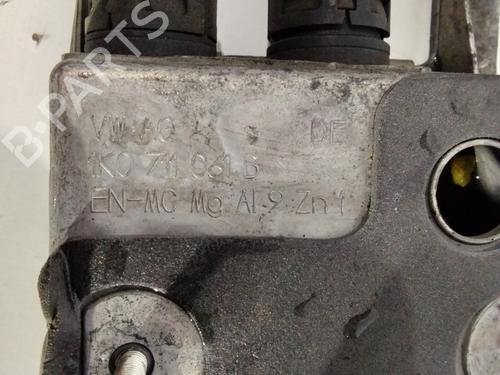 B-PARTS
VW AG DE
1K0 711 061 B
EN-MC Mg Al 9 Zn 1